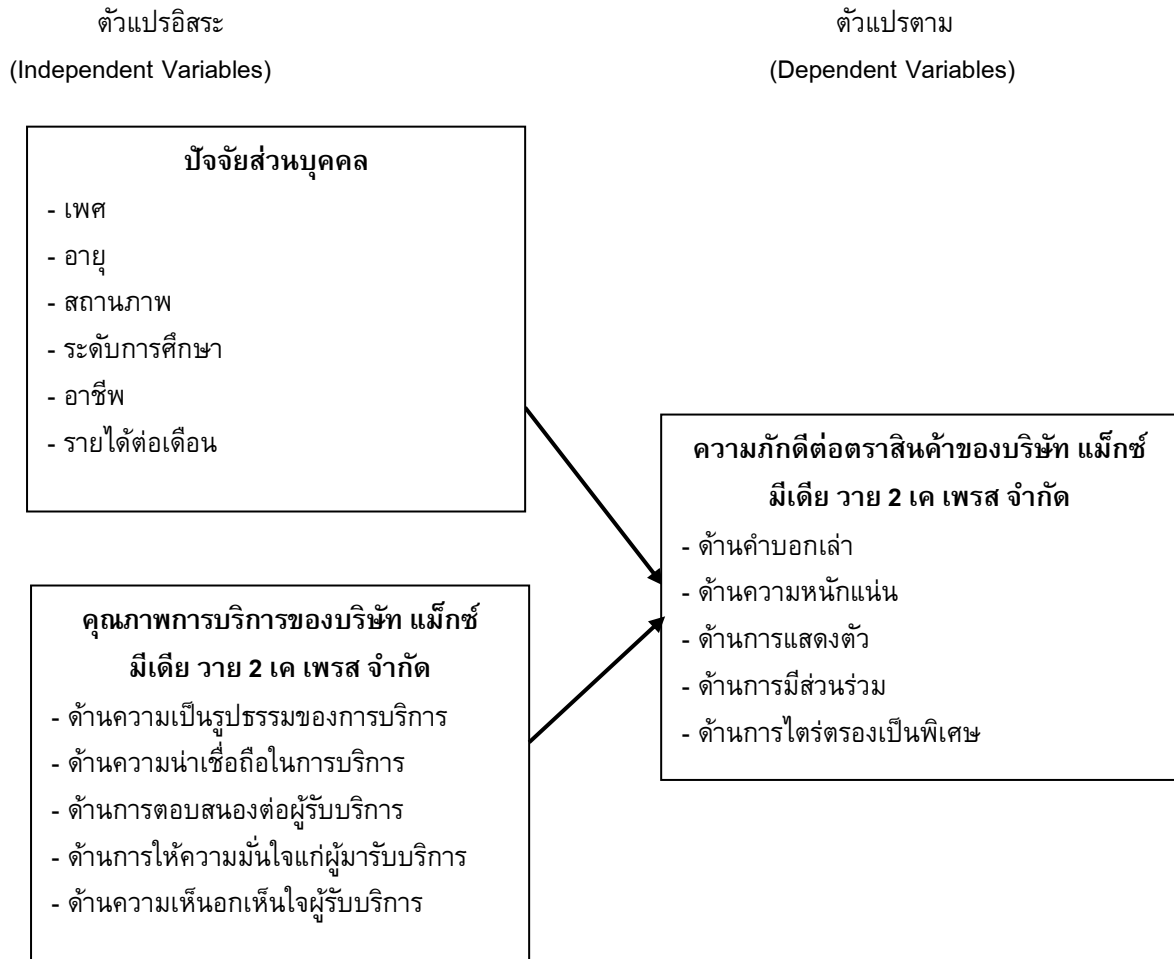 ตัวแปรอิสระ
(Independent Variables)
ตัวแปรตาม
(Dependent Variables)
ปัจจัยส่วนบุคคล
- เพศ
- อายุ
- สถานภาพ
- ระดับการศึกษา
- อาชีพ
- รายได้ต่อเดือน
คุณภาพการบริการของบริษัท แม็กซ์
มีเดีย วาย 2 เค เพรส จำกัด
- ด้านความเป็นรูปธรรมของการบริการ
- ด้านความน่าเชื่อถือในการบริการ
- ด้านการตอบสนองต่อผู้รับบริการ
- ด้านการให้ความมั่นใจแก่ผู้มารับบริการ
- ด้านความเห็นอกเห็นใจผู้รับบริการ
ความภักดีต่อตราสินค้าของบริษัท แม็กซ์
มีเดีย วาย 2 เค เพรส จำกัด
- ด้านคำบอกเล่า
- ด้านความหนักแน่น
- ด้านการแสดงตัว
- ด้านการมีส่วนร่วม
- ด้านการไตร่ตรองเป็นพิเศษ